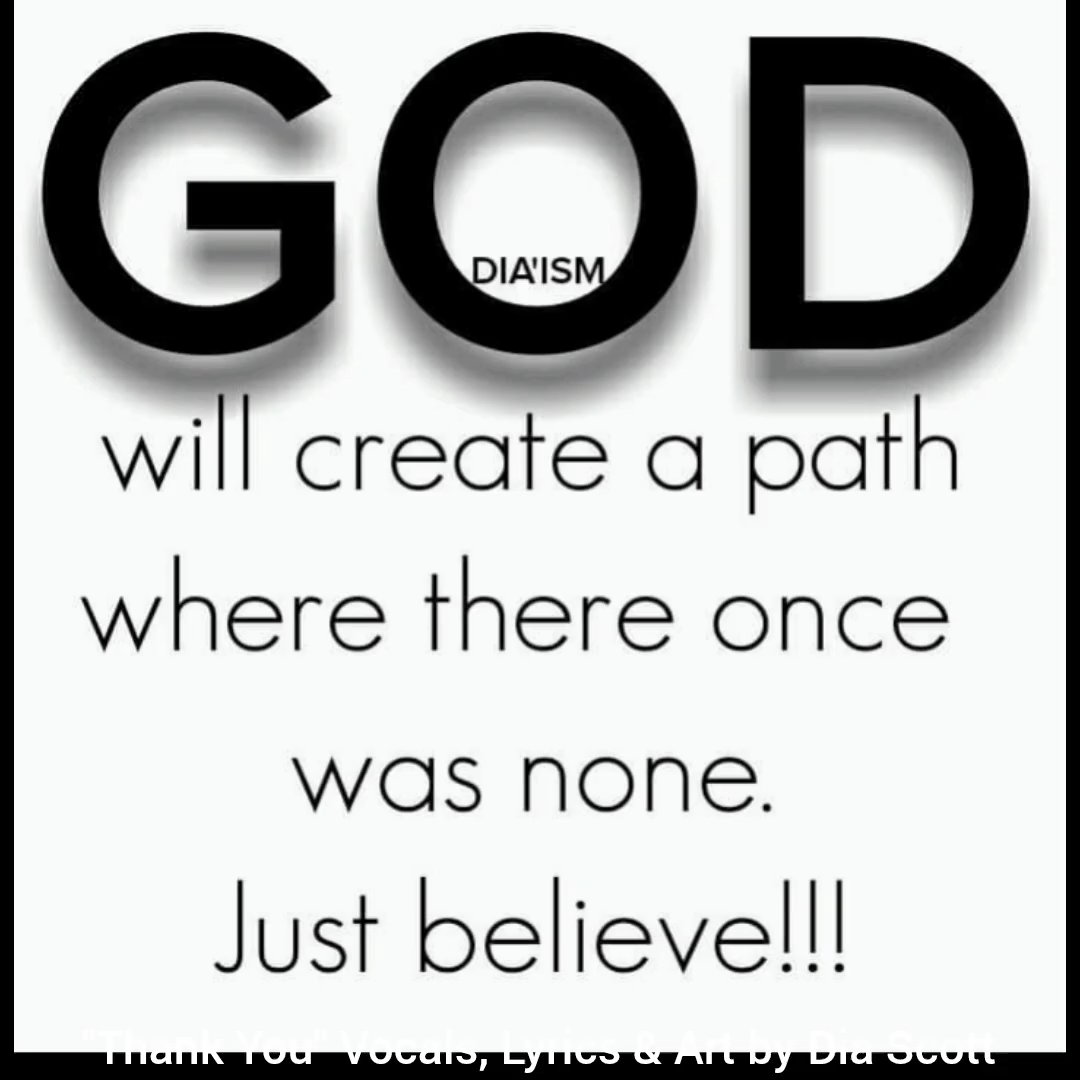 GOD
DIA'ISM
will create a path
where there once
was none.
Just believe!!!
"Thank You" Vocals, Lyrics & Art by Dia Scott